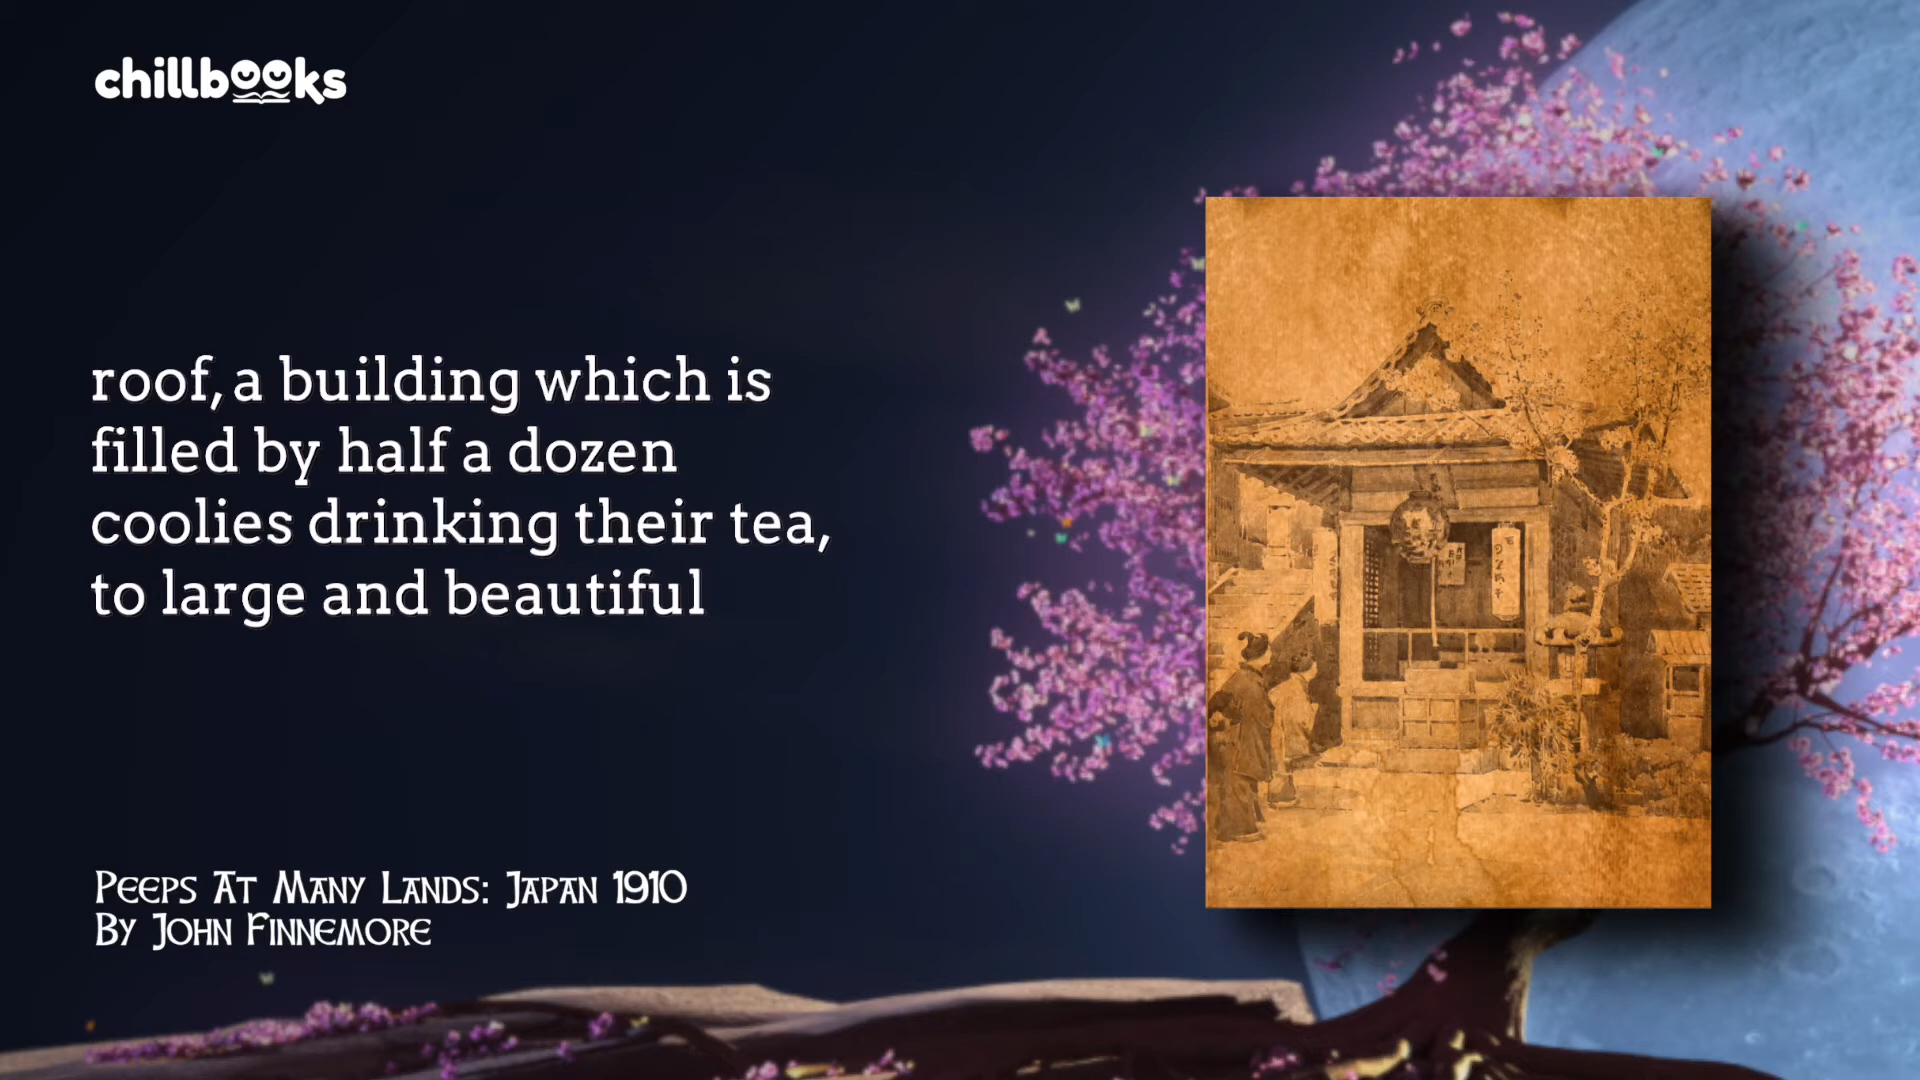 chillbooks
roof, a building which is
filled by half a dozen
coolies drinking their tea,
to large and beautiful
Peeps At Many Lands: Japan 1910
By John Finnemore